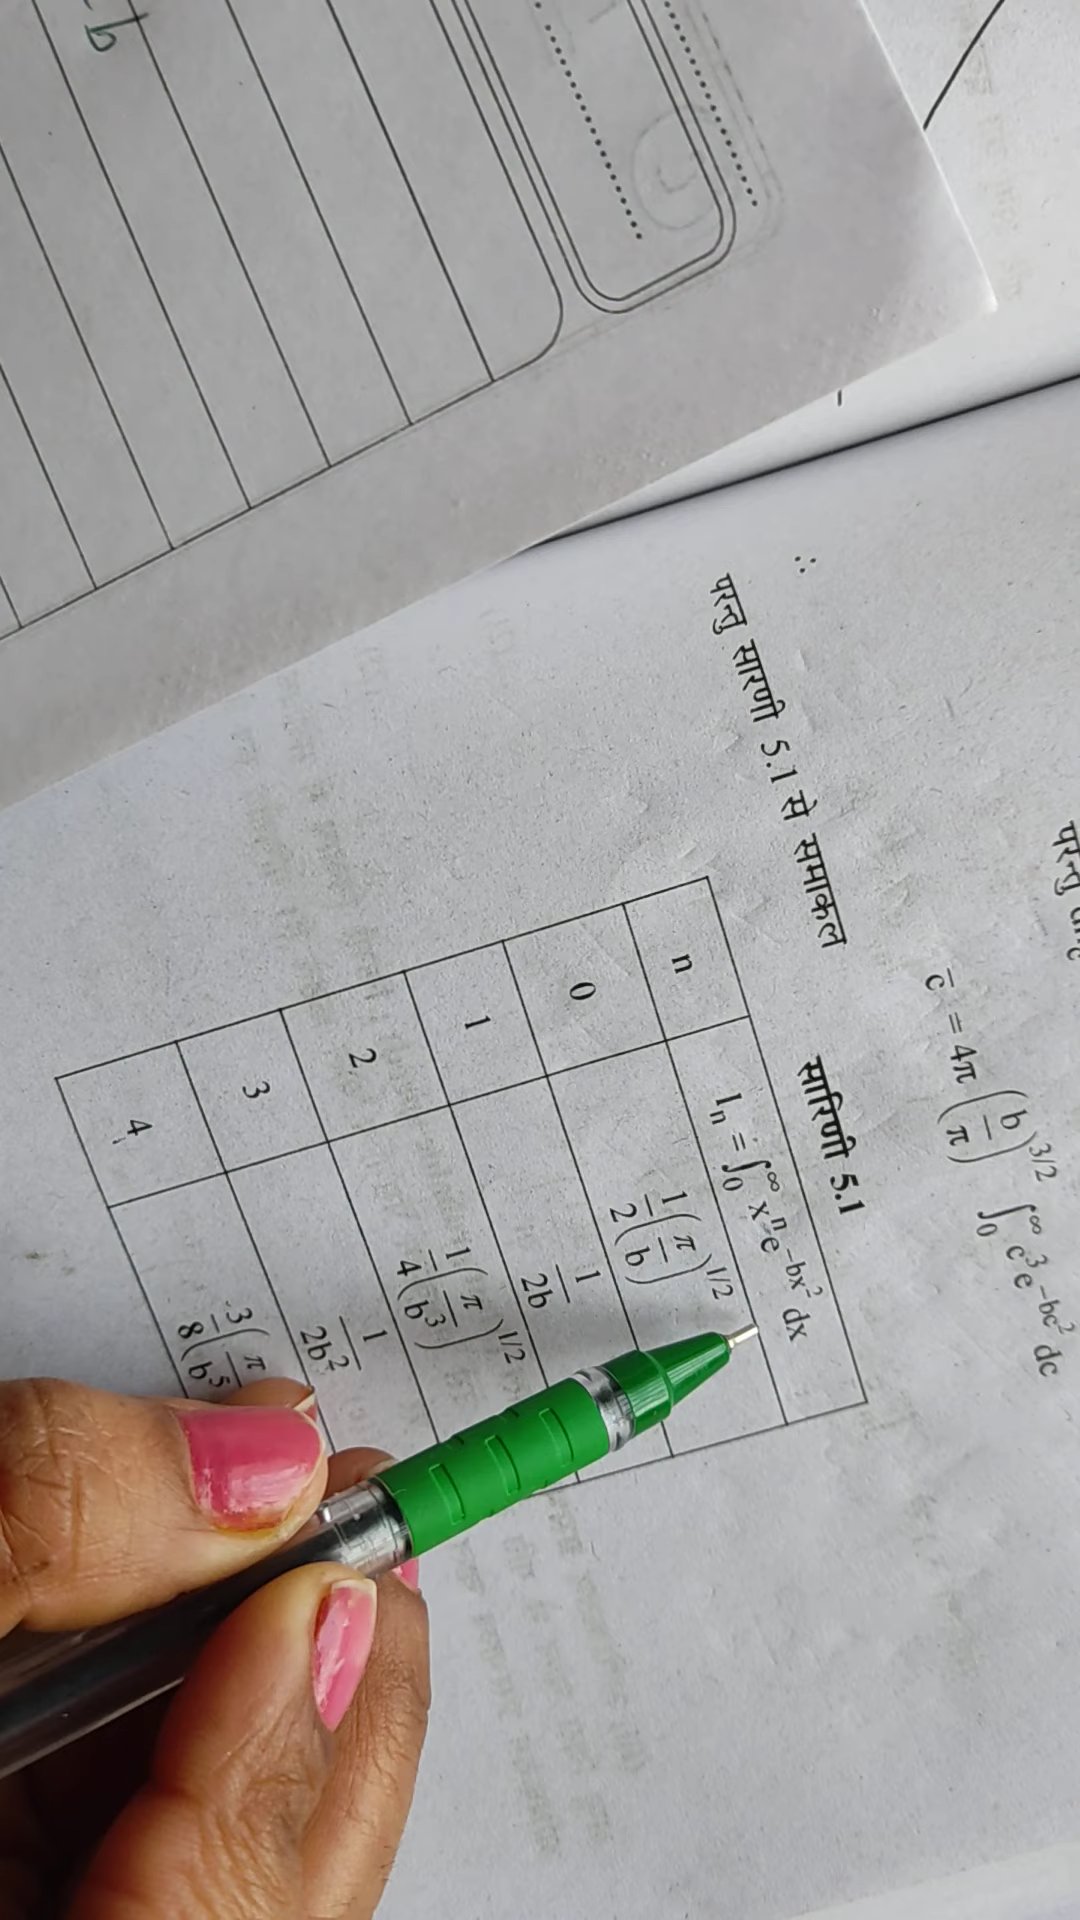 -b
परन्तु
c̄ = 4π (b/π)^3/2 ∫₀^∞ c³e^−bc² dc
∴
परन्तु सारणी 5.1 से समाकल
सारिणी 5.1
n Iₙ = ∫₀^∞ xⁿe^−bx² dx
0 1/2 (π/b)^1/2
1 1/2b
2 1/4 (π/b³)^1/2
3 1/2b²
4 3/8 (π/b⁵